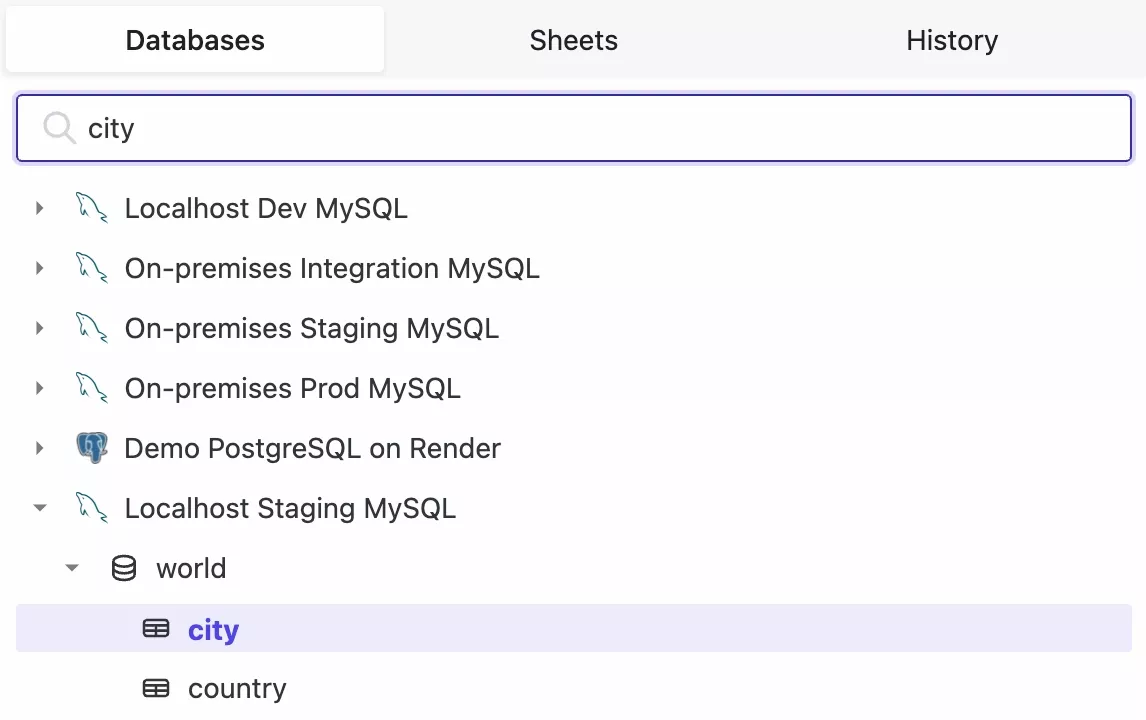 Databases Sheets History
city
Localhost Dev MySQL
On-premises Integration MySQL
On-premises Staging MySQL
On-premises Prod MySQL
Demo PostgreSQL on Render
Localhost Staging MySQL
world
city
country